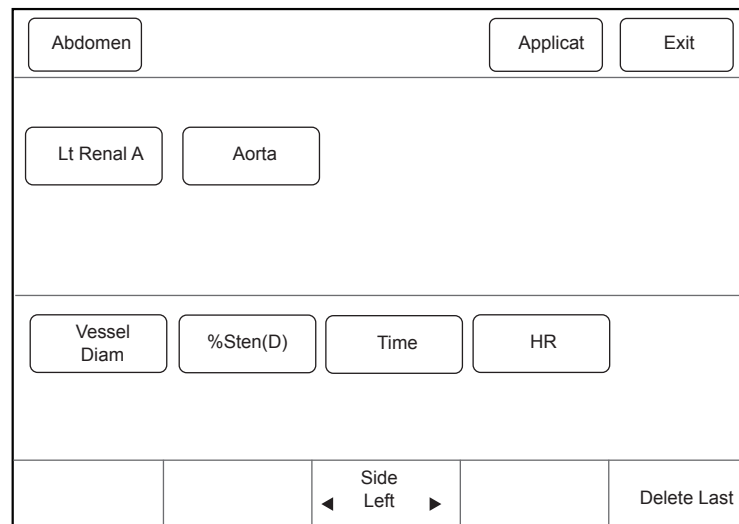 Abdomen
Applicat
Exit
Lt Renal A
Aorta
Vessel
Diam
%Sten(D)
Time
HR
Side
Left
Delete Last